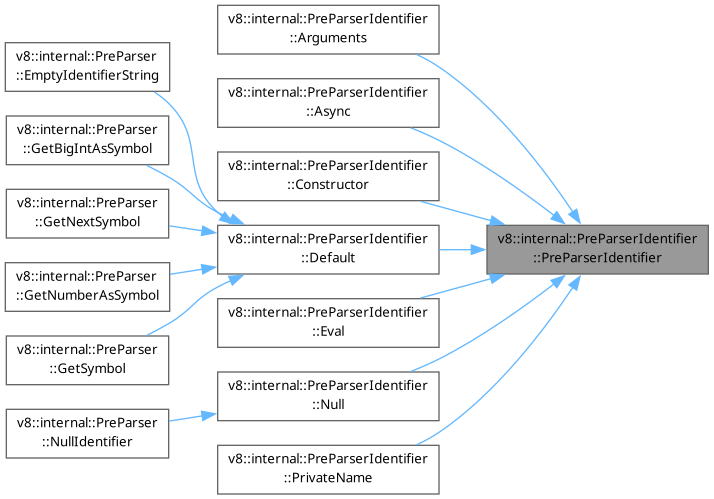 v8::internal::PreParser
::EmptyIdentifierString
v8::internal::PreParser
::GetBigIntAsSymbol
v8::internal::PreParser
::GetNextSymbol
v8::internal::PreParser
::GetNumberAsSymbol
v8::internal::PreParser
::GetSymbol
v8::internal::PreParser
::NullIdentifier
v8::internal::PreParserIdentifier
::Arguments
v8::internal::PreParserIdentifier
::Async
v8::internal::PreParserIdentifier
::Constructor
v8::internal::PreParserIdentifier
::Default
v8::internal::PreParserIdentifier
::Eval
v8::internal::PreParserIdentifier
::Null
v8::internal::PreParserIdentifier
::PrivateName
v8::internal::PreParserIdentifier
::PreParserIdentifier